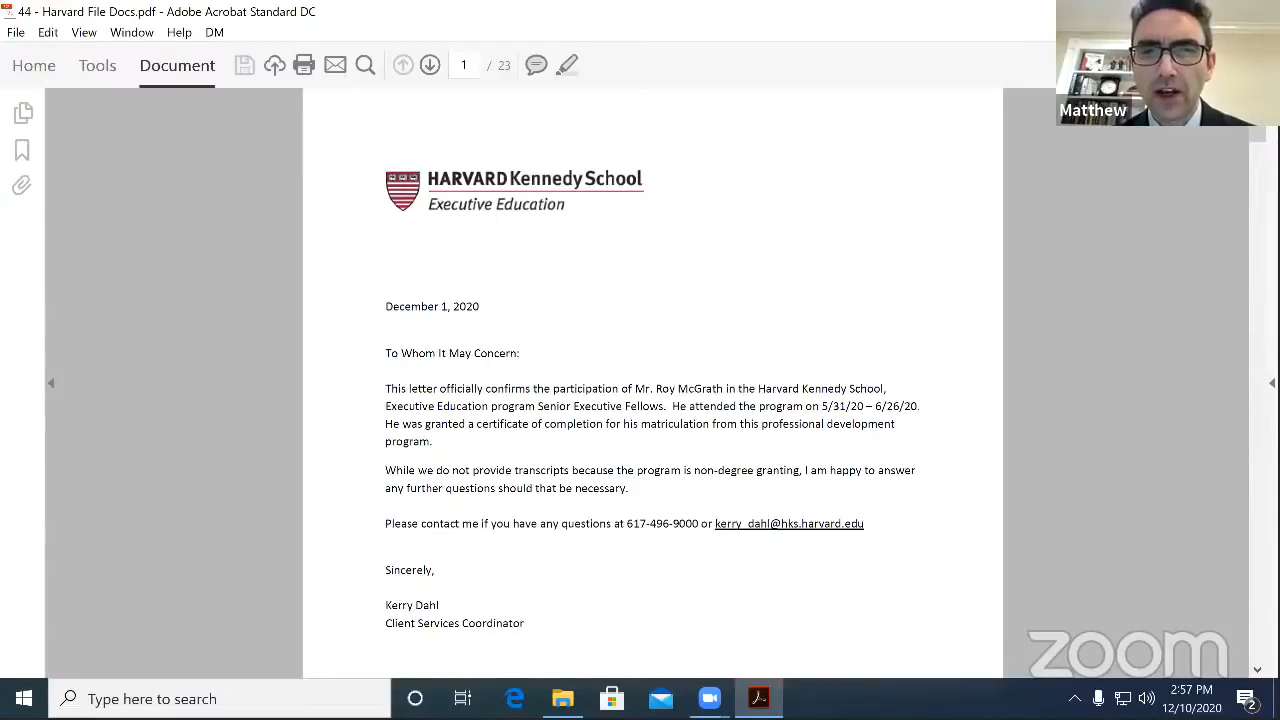 44 - Harvard File Docs.pdf - Adobe Acrobat Standard DC
File Edit View Window Help DM
Home Tools Document 1 / 23
Matthew
HARVARD Kennedy School
Executive Education
December 1, 2020
To Whom It May Concern:
This letter officially confirms the participation of Mr. Roy McGrath in the Harvard Kennedy School,
Executive Education program Senior Executive Fellows. He attended the program on 5/31/20 – 6/26/20.
He was granted a certificate of completion for his matriculation from this professional development
program.
While we do not provide transcripts because the program is non-degree granting, I am happy to answer
any further questions should that be necessary.
Please contact me if you have any questions at 617-496-9000 or kerry_dahl@hks.harvard.edu
Sincerely,
Kerry Dahl
Client Services Coordinator
zoom
Type here to search
2:57 PM
12/10/2020
2